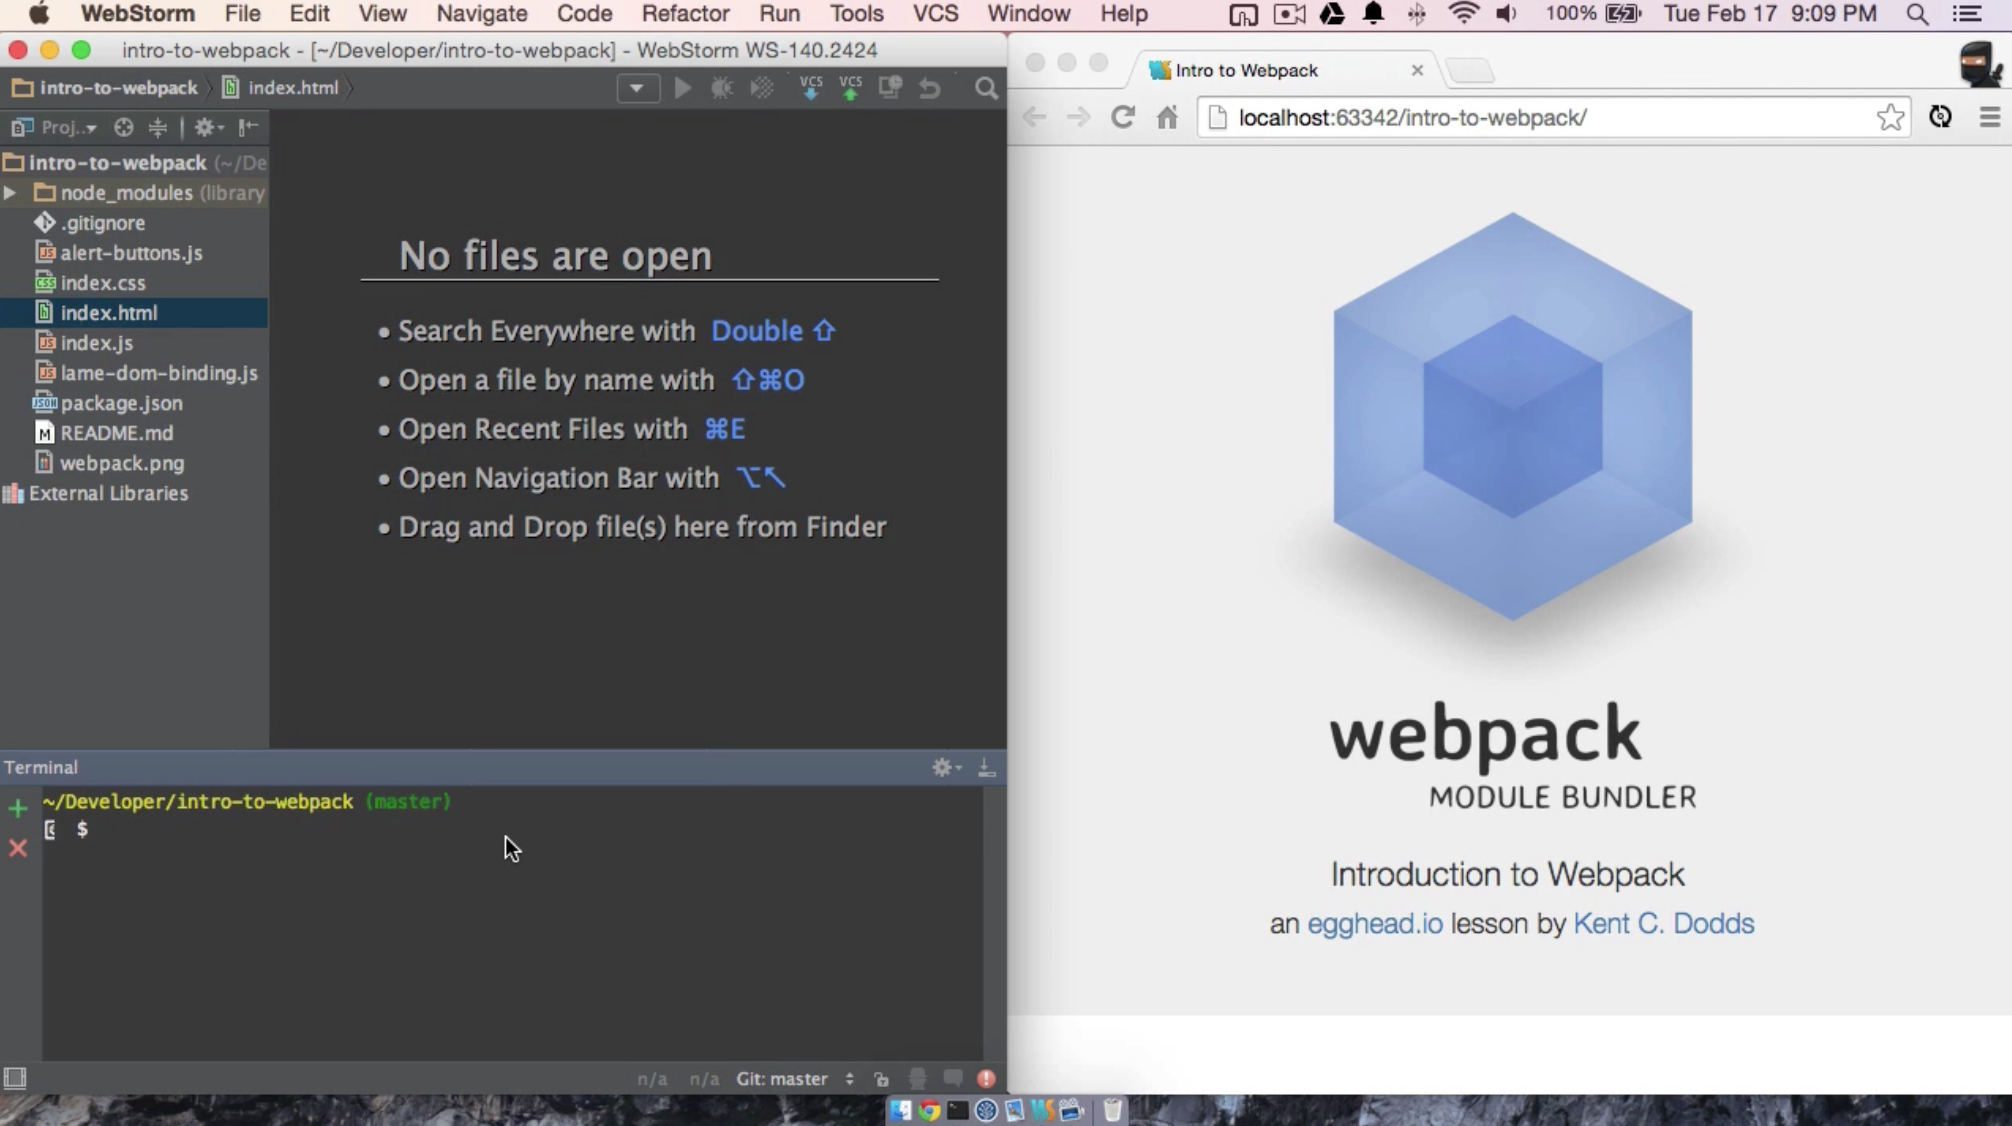 WebStorm File Edit View Navigate Code Refactor Run Tools VCS Window Help 100% Tue Feb 17 9:09 PM
intro-to-webpack - [~/Developer/intro-to-webpack] - WebStorm WS-140.2424
intro-to-webpack index.html VCS VCS
Proj..
intro-to-webpack (~/De
node_modules (library
.gitignore
alert-buttons.js
index.css
index.html
index.js
lame-dom-binding.js
package.json
README.md
webpack.png
External Libraries
No files are open
• Search Everywhere with Double ⇧
• Open a file by name with ⇧⌘O
• Open Recent Files with ⌘E
• Open Navigation Bar with ⌥↖
• Drag and Drop file(s) here from Finder
Terminal
~/Developer/intro-to-webpack (master)
$
n/a n/a Git: master
Intro to Webpack
localhost:63342/intro-to-webpack/
webpack
MODULE BUNDLER
Introduction to Webpack
an egghead.io lesson by Kent C. Dodds